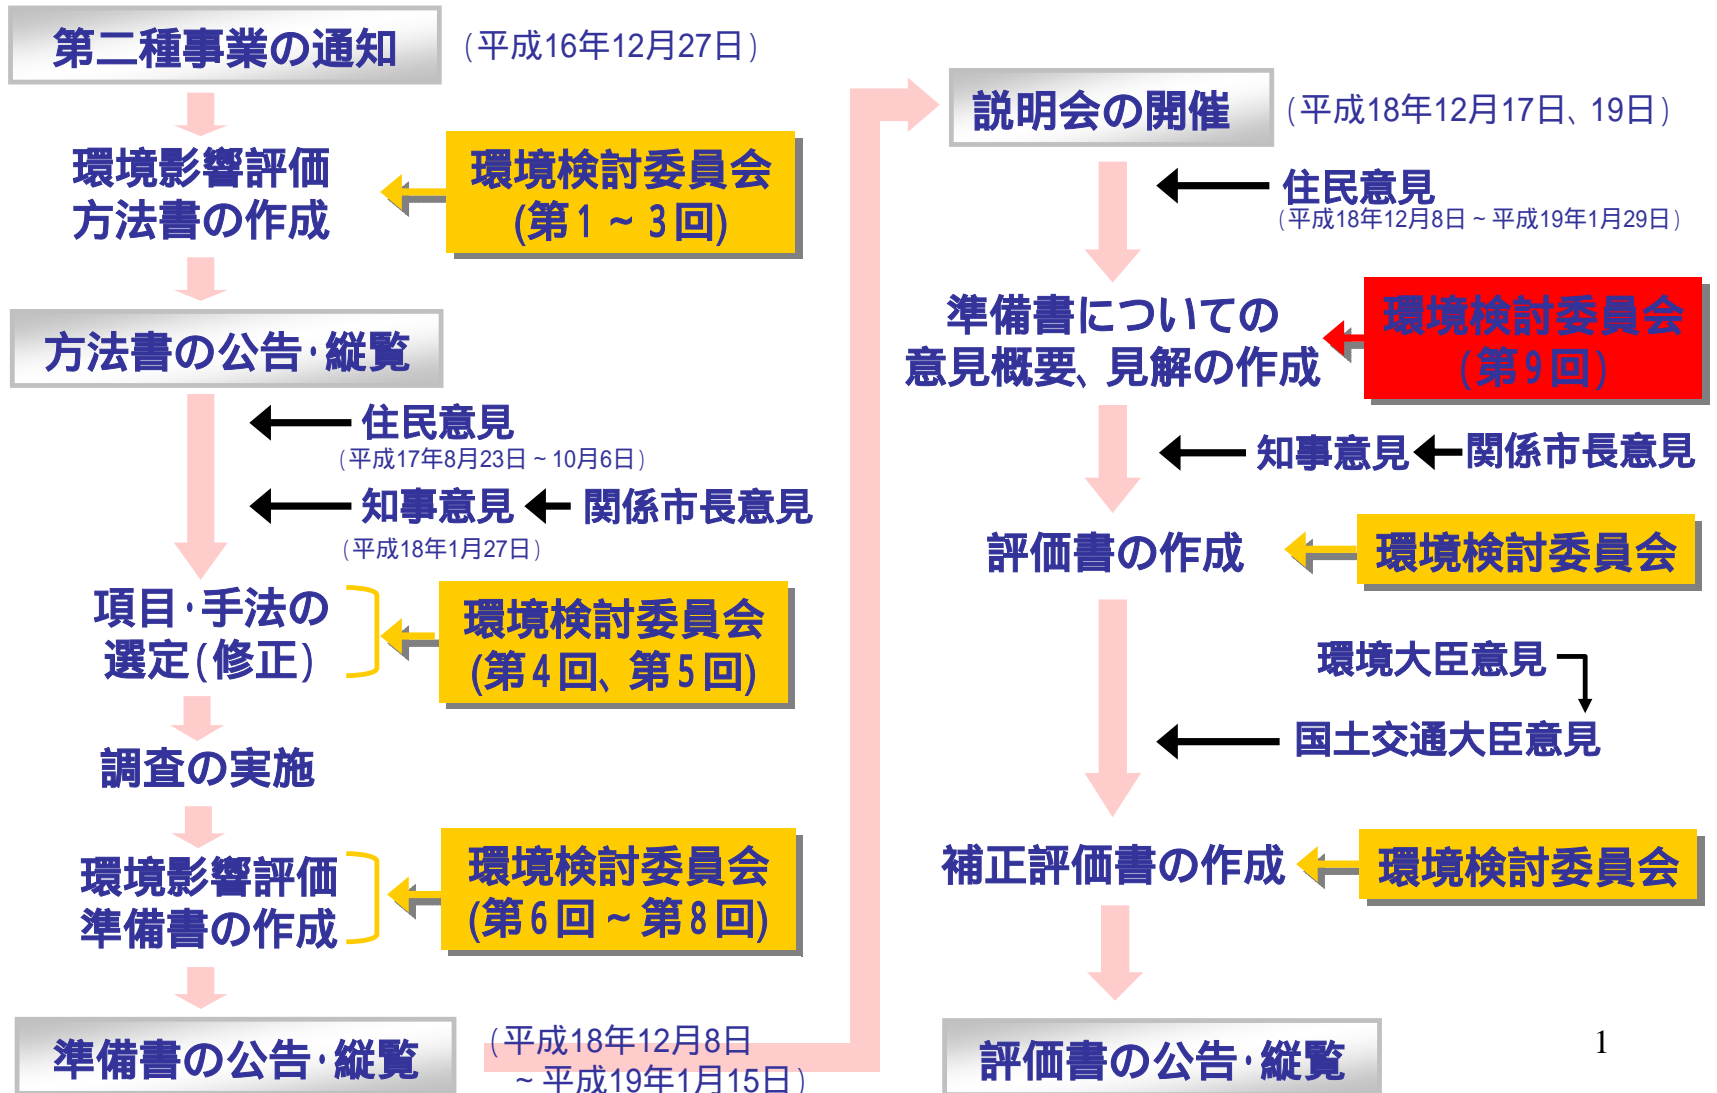 第二種事業の通知
(平成16年12月27日)
環境影響評価
方法書の作成
環境検討委員会
(第1～3回)
方法書の公告・縦覧
住民意見
(平成17年8月23日～10月6日)
知事意見
関係市長意見
(平成18年1月27日)
項目・手法の
選定(修正)
環境検討委員会
(第4回、第5回)
調査の実施
環境影響評価
準備書の作成
環境検討委員会
(第6回～第8回)
準備書の公告・縦覧
(平成18年12月8日
～平成19年1月15日)
説明会の開催
(平成18年12月17日、19日)
住民意見
(平成18年12月8日～平成19年1月29日)
準備書についての
意見概要、見解の作成
環境検討委員会
(第9回)
知事意見
関係市長意見
評価書の作成
環境検討委員会
環境大臣意見
国土交通大臣意見
補正評価書の作成
環境検討委員会
評価書の公告・縦覧
1